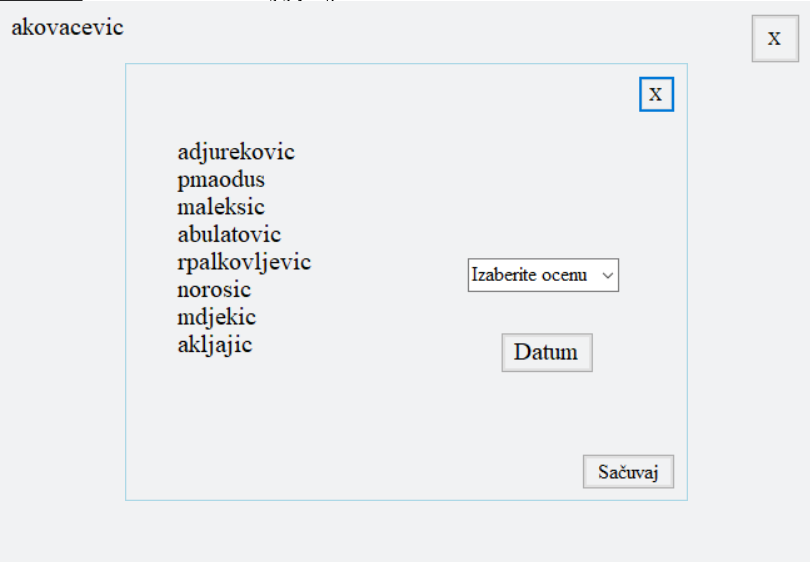 akovacevic
X
X
adjurekovic
pmaodus
maleksic
abulatovic
rpalkovljevic
norosic
mdjekic
akljajic
Izaberite ocenu
Datum
Sačuvaj